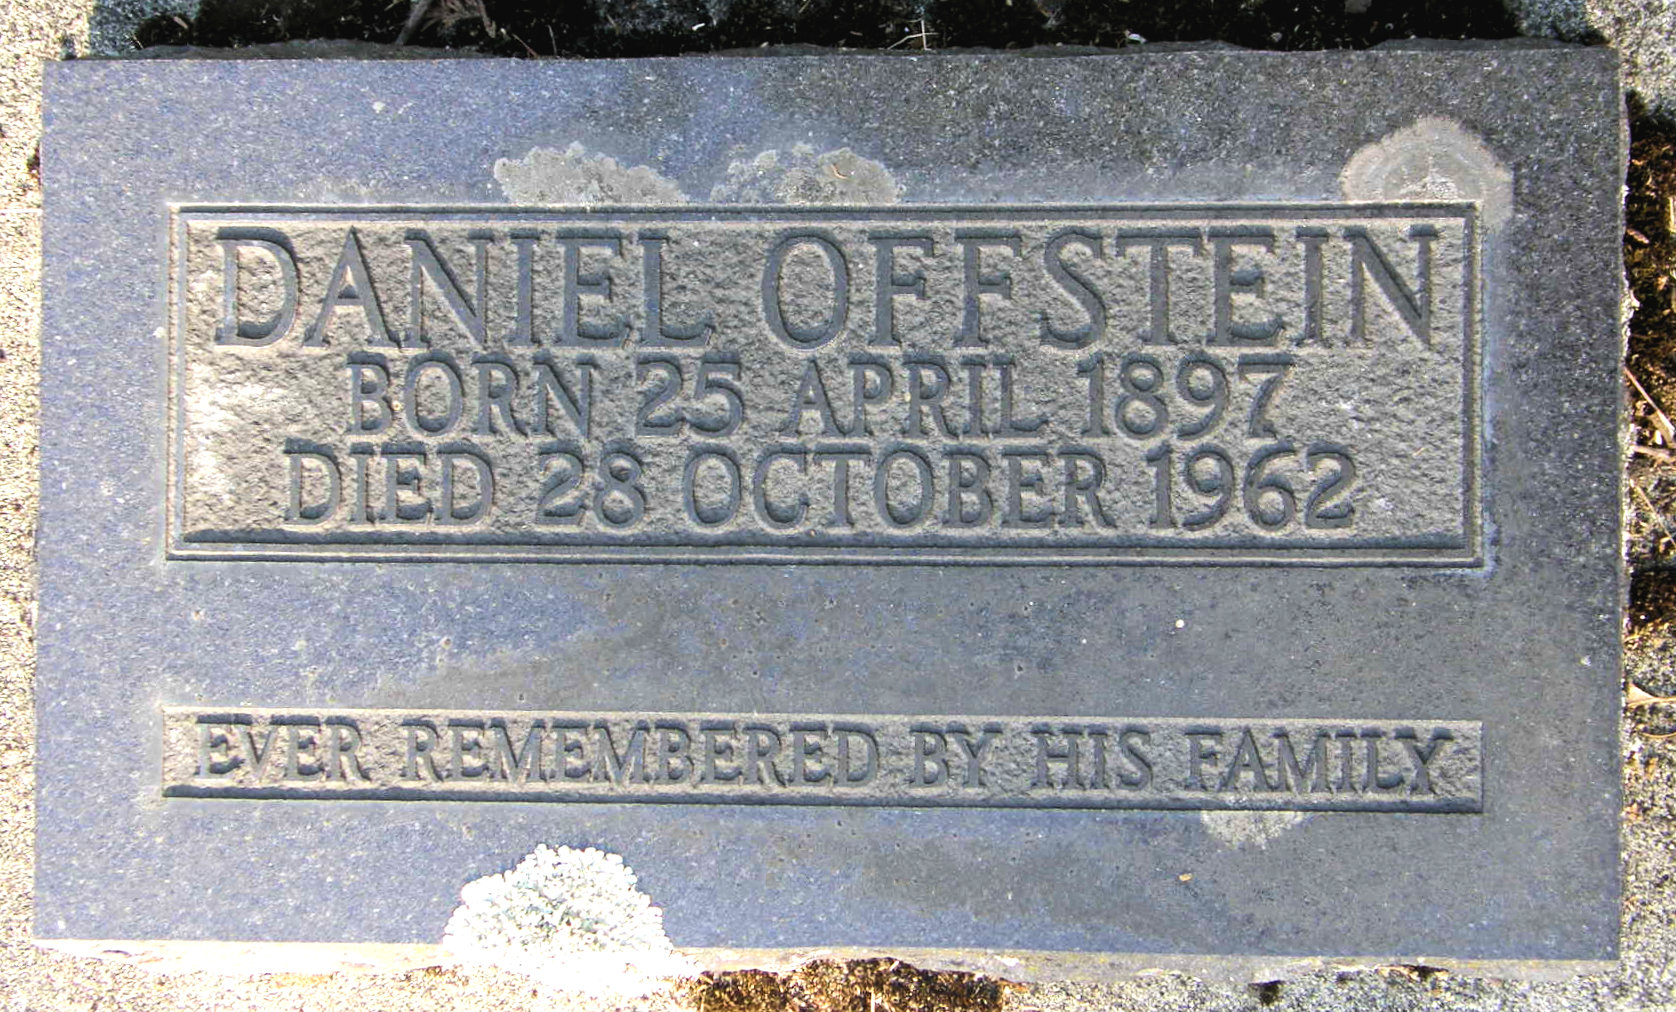 DANIEL OFFSTEIN
BORN 25 APRIL 1897
DIED 28 OCTOBER 1962
EVER REMEMBERED BY HIS FAMILY